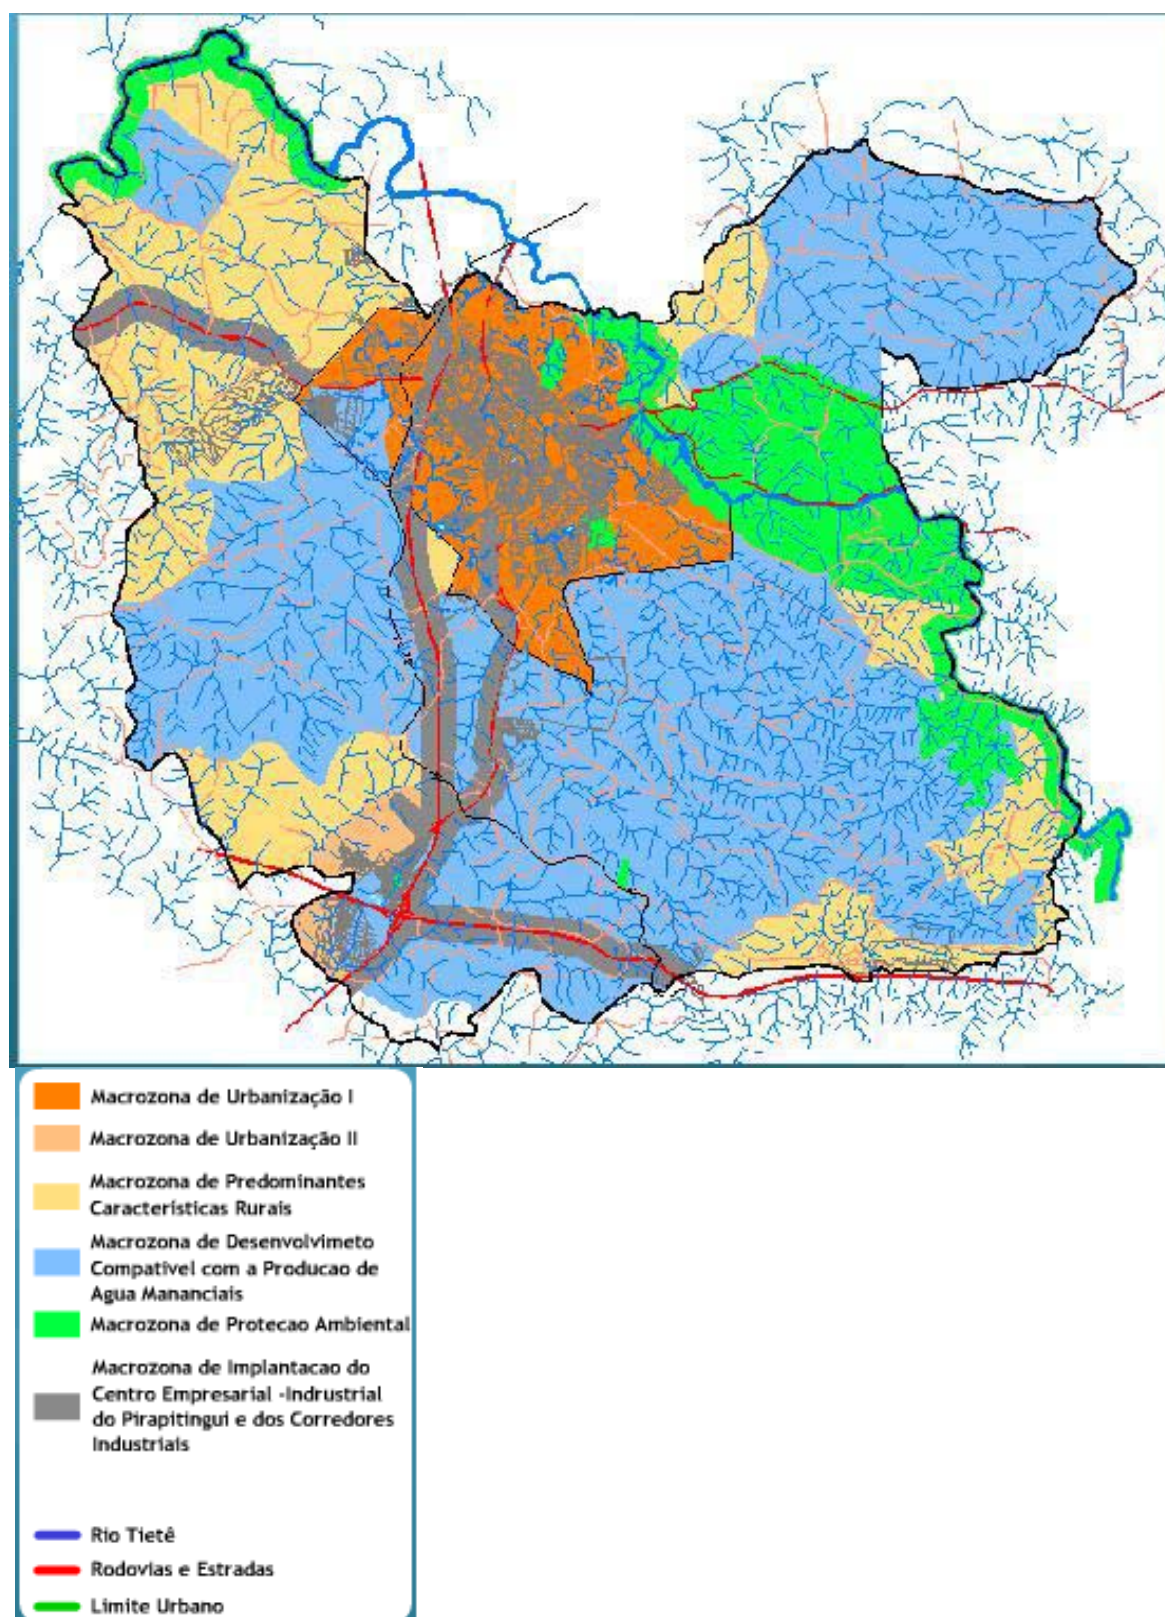 Macrozona de Urbanização I
Macrozona de Urbanização II
Macrozona de Predominantes
Características Rurais
Macrozona de Desenvolvimeto
Compativel com a Producao de
Agua Mananciais
Macrozona de Protecao Ambiental
Macrozona de Implantacao do
Centro Empresarial -Indrustrial
do Pirapitingui e dos Corredores
Industriais
Rio Tietê
Rodovias e Estradas
Limite Urbano